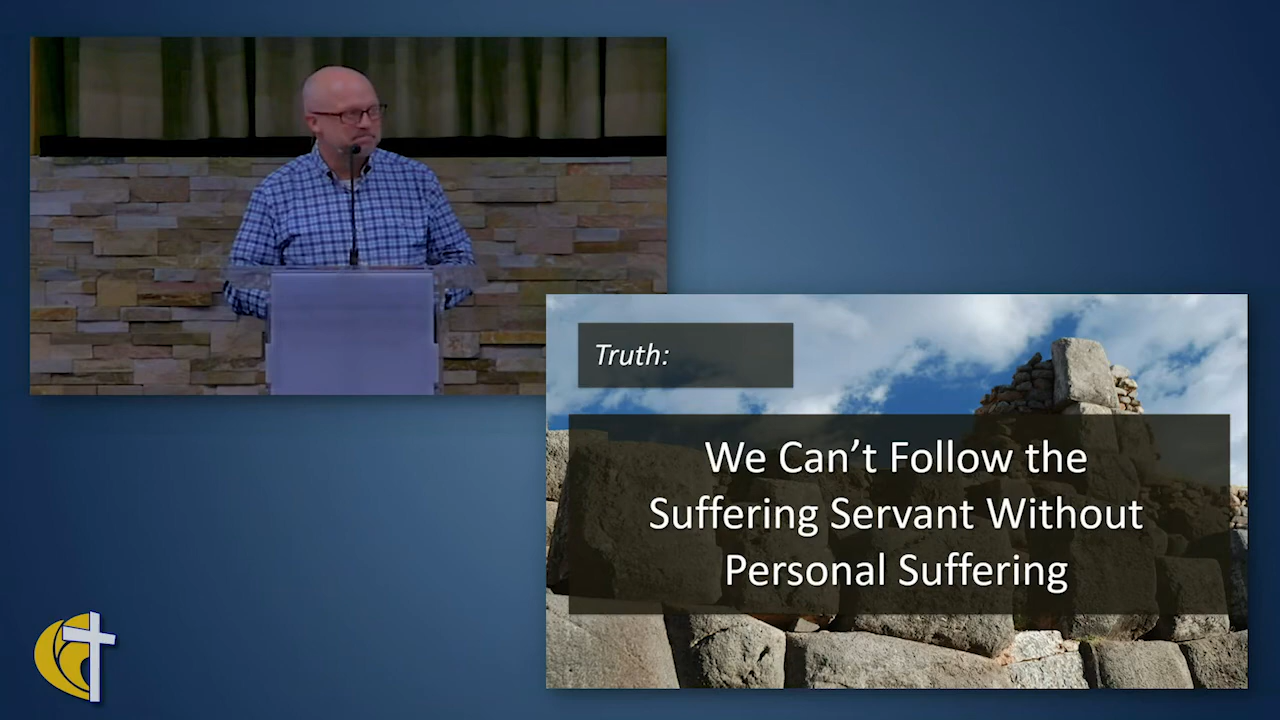 Truth:
We Can’t Follow the
Suffering Servant Without
Personal Suffering